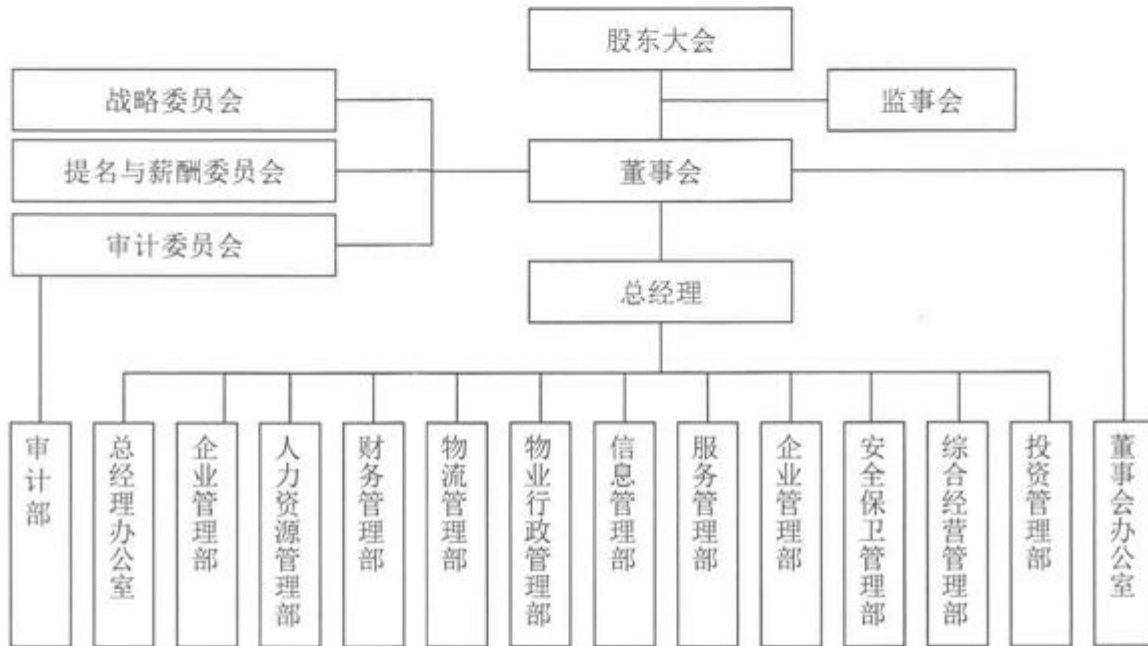 股东大会
战略委员会
监事会
提名与薪酬委员会
董事会
审计委员会
总经理
审计部
总经理办公室
企业管理部
人力资源管理部
财务管理部
物流管理部
物业行政管理部
信息管理部
服务管理部
企业管理部
安全保卫管理部
综合经营管理部
投资管理部
董事会办公室